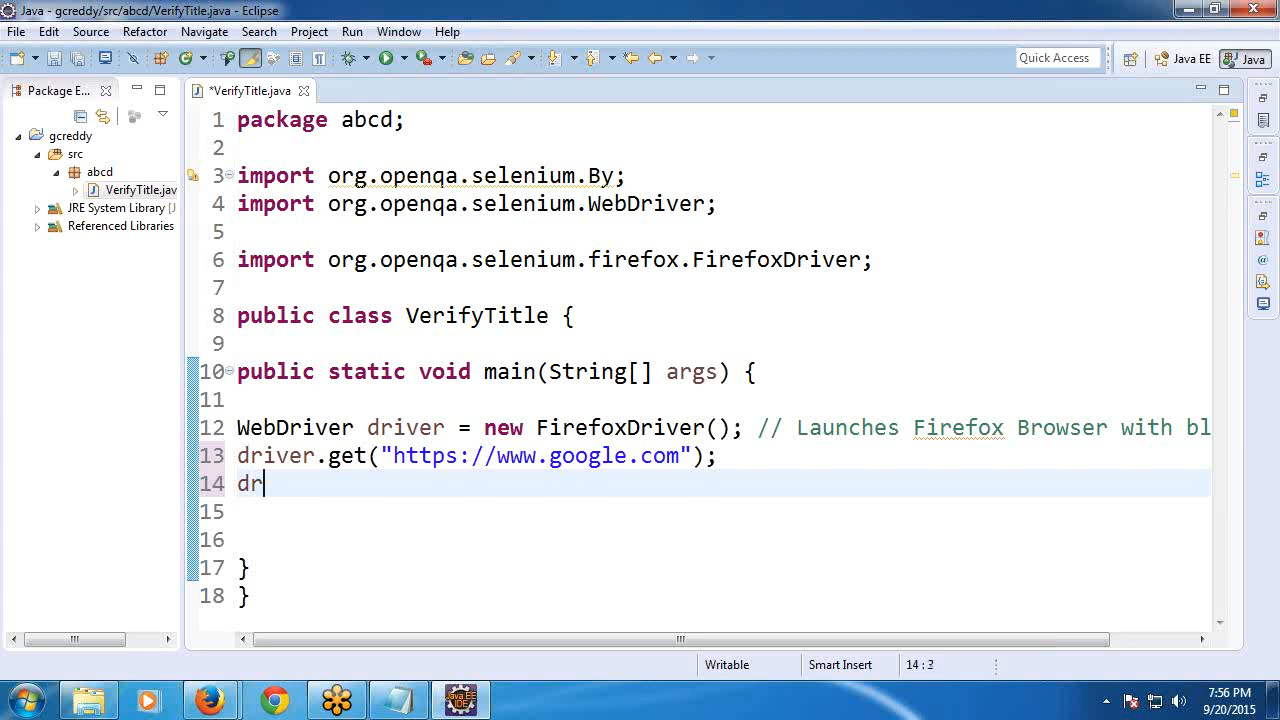 Java - gcreddy/src/abcd/VerifyTitle.java - Eclipse
File Edit Source Refactor Navigate Search Project Run Window Help
Quick Access Java EE Java
Package E... *VerifyTitle.java
gcreddy
src
abcd
VerifyTitle.jav
JRE System Library [J
Referenced Libraries
1 package abcd;
2
3 import org.openqa.selenium.By;
4 import org.openqa.selenium.WebDriver;
5
6 import org.openqa.selenium.firefox.FirefoxDriver;
7
8 public class VerifyTitle {
9
10 public static void main(String[] args) {
11
12 WebDriver driver = new FirefoxDriver(); // Launches Firefox Browser with bl
13 driver.get("https://www.google.com");
14 dr
15
16
17 }
18 }
Writable Smart Insert 14 : 3
Java EE
IDE
7:56 PM
9/20/2015